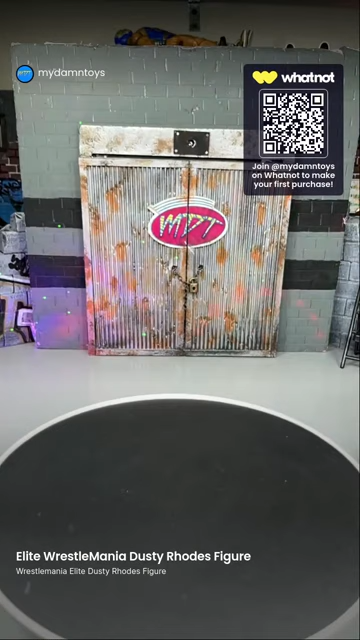 mydamntoys
whatnot
Join @mydamntoys
on Whatnot to make
your first purchase!
MDT
Elite WrestleMania Dusty Rhodes Figure
Wrestlemania Elite Dusty Rhodes Figure